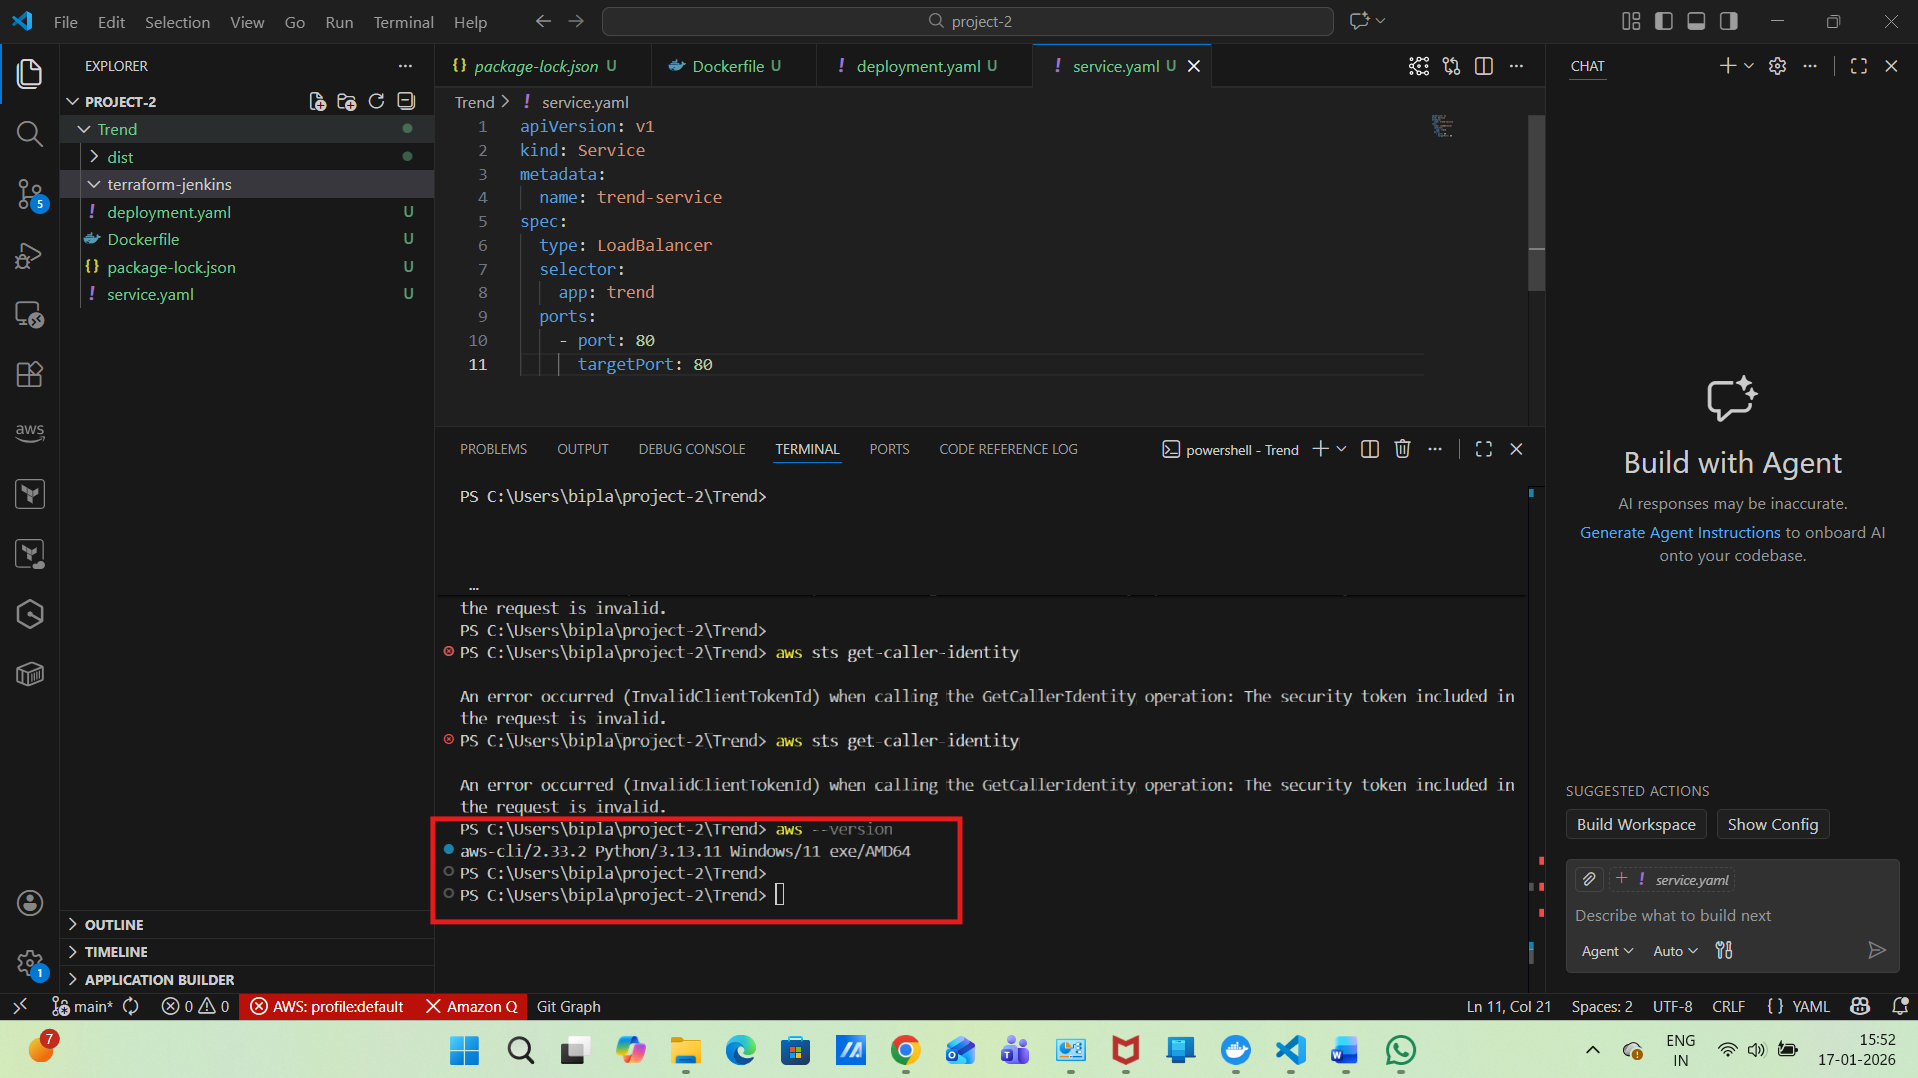 File Edit Selection View Go Run Terminal Help
project-2
EXPLORER
PROJECT-2
Trend
dist
terraform-jenkins
deployment.yaml U
Dockerfile U
package-lock.json U
service.yaml U
5
aws
1
OUTLINE
TIMELINE
APPLICATION BUILDER
{} package-lock.json U
Dockerfile U
! deployment.yaml U
! service.yaml U
Trend > ! service.yaml
1 apiVersion: v1
2 kind: Service
3 metadata:
4 name: trend-service
5 spec:
6 type: LoadBalancer
7 selector:
8 app: trend
9 ports:
10 - port: 80
11 targetPort: 80
PROBLEMS OUTPUT DEBUG CONSOLE TERMINAL PORTS CODE REFERENCE LOG
powershell - Trend
PS C:\Users\bipla\project-2\Trend>
...
the request is invalid.
PS C:\Users\bipla\project-2\Trend>
PS C:\Users\bipla\project-2\Trend> aws sts get-caller-identity
An error occurred (InvalidClientTokenId) when calling the GetCallerIdentity operation: The security token included in
the request is invalid.
PS C:\Users\bipla\project-2\Trend> aws sts get-caller-identity
An error occurred (InvalidClientTokenId) when calling the GetCallerIdentity operation: The security token included in
the request is invalid.
PS C:\Users\bipla\project-2\Trend> aws --version
aws-cli/2.33.2 Python/3.13.11 Windows/11 exe/AMD64
PS C:\Users\bipla\project-2\Trend>
PS C:\Users\bipla\project-2\Trend>
CHAT
Build with Agent
AI responses may be inaccurate.
Generate Agent Instructions to onboard AI
onto your codebase.
SUGGESTED ACTIONS
Build Workspace
Show Config
+ ! service.yaml
Describe what to build next
Agent
Auto
main*
0
0
AWS: profile:default
Amazon Q
Git Graph
Ln 11, Col 21
Spaces: 2
UTF-8
CRLF
{} YAML
7
ENG
IN
15:52
17-01-2026